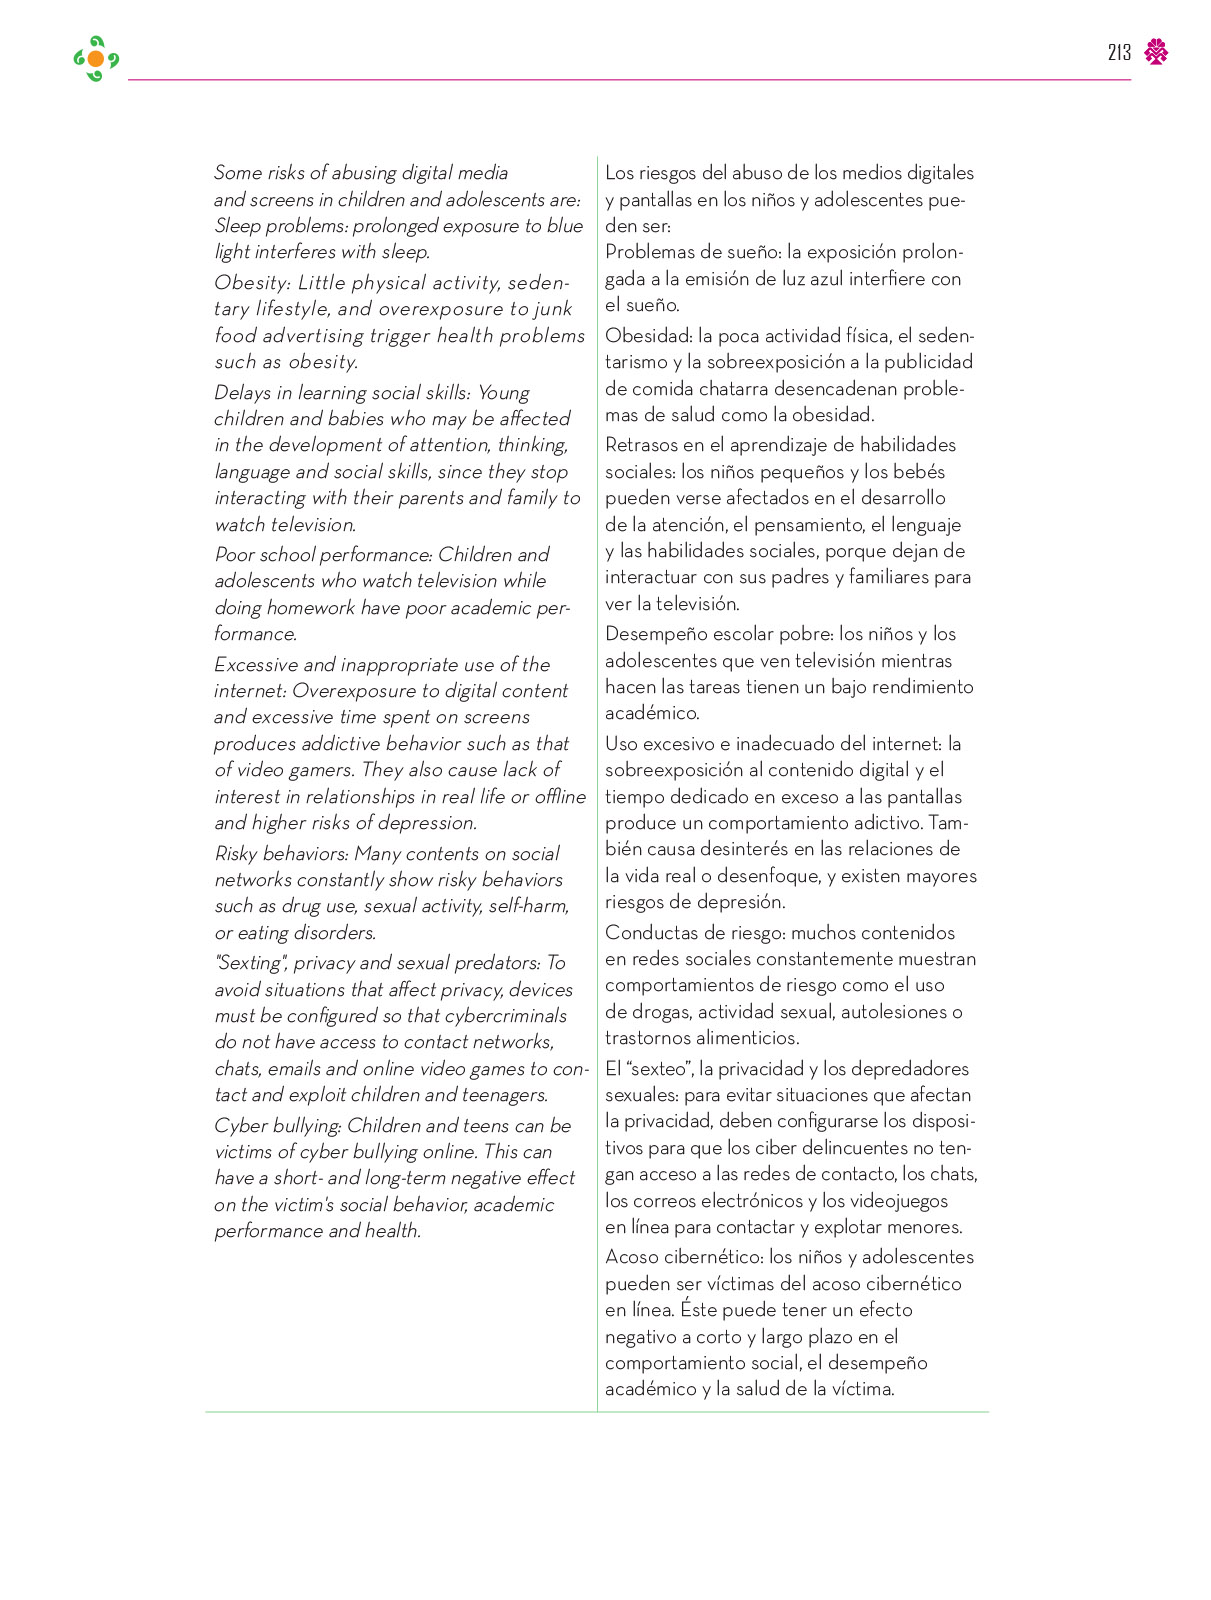 213
Some risks of abusing digital media
and screens in children and adolescents are:
Sleep problems: prolonged exposure to blue
light interferes with sleep.
Obesity: Little physical activity, seden-
tary lifestyle, and overexposure to junk
food advertising trigger health problems
such as obesity.
Delays in learning social skills: Young
children and babies who may be affected
in the development of attention, thinking,
language and social skills, since they stop
interacting with their parents and family to
watch television.
Poor school performance: Children and
adolescents who watch television while
doing homework have poor academic per-
formance.
Excessive and inappropriate use of the
internet: Overexposure to digital content
and excessive time spent on screens
produces addictive behavior such as that
of video gamers. They also cause lack of
interest in relationships in real life or offline
and higher risks of depression.
Risky behaviors: Many contents on social
networks constantly show risky behaviors
such as drug use, sexual activity, self-harm,
or eating disorders.
"Sexting", privacy and sexual predators: To
avoid situations that affect privacy, devices
must be configured so that cybercriminals
do not have access to contact networks,
chats, emails and online video games to con-
tact and exploit children and teenagers.
Cyber bullying: Children and teens can be
victims of cyber bullying online. This can
have a short- and long-term negative effect
on the victim's social behavior, academic
performance and health.
Los riesgos del abuso de los medios digitales
y pantallas en los niños y adolescentes pue-
den ser:
Problemas de sueño: la exposición prolon-
gada a la emisión de luz azul interfiere con
el sueño.
Obesidad: la poca actividad física, el seden-
tarismo y la sobreexposición a la publicidad
de comida chatarra desencadenan proble-
mas de salud como la obesidad.
Retrasos en el aprendizaje de habilidades
sociales: los niños pequeños y los bebés
pueden verse afectados en el desarrollo
de la atención, el pensamiento, el lenguaje
y las habilidades sociales, porque dejan de
interactuar con sus padres y familiares para
ver la televisión.
Desempeño escolar pobre: los niños y los
adolescentes que ven televisión mientras
hacen las tareas tienen un bajo rendimiento
académico.
Uso excesivo e inadecuado del internet: la
sobreexposición al contenido digital y el
tiempo dedicado en exceso a las pantallas
produce un comportamiento adictivo. Tam-
bién causa desinterés en las relaciones de
la vida real o desenfoque, y existen mayores
riesgos de depresión.
Conductas de riesgo: muchos contenidos
en redes sociales constantemente muestran
comportamientos de riesgo como el uso
de drogas, actividad sexual, autolesiones o
trastornos alimenticios.
El “sexteo”, la privacidad y los depredadores
sexuales: para evitar situaciones que afectan
la privacidad, deben configurarse los disposi-
tivos para que los ciber delincuentes no ten-
gan acceso a las redes de contacto, los chats,
los correos electrónicos y los videojuegos
en línea para contactar y explotar menores.
Acoso cibernético: los niños y adolescentes
pueden ser víctimas del acoso cibernético
en línea. Éste puede tener un efecto
negativo a corto y largo plazo en el
comportamiento social, el desempeño
académico y la salud de la víctima.